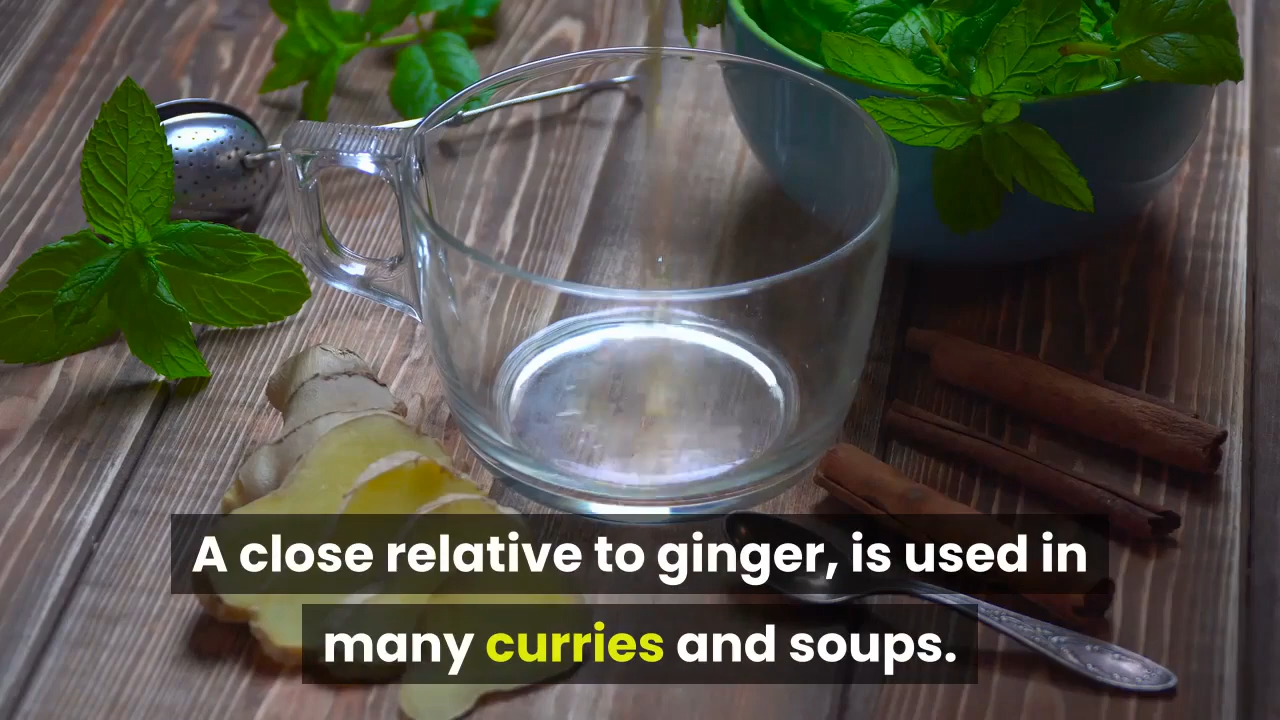 A close relative to ginger, is used in
many curries and soups.